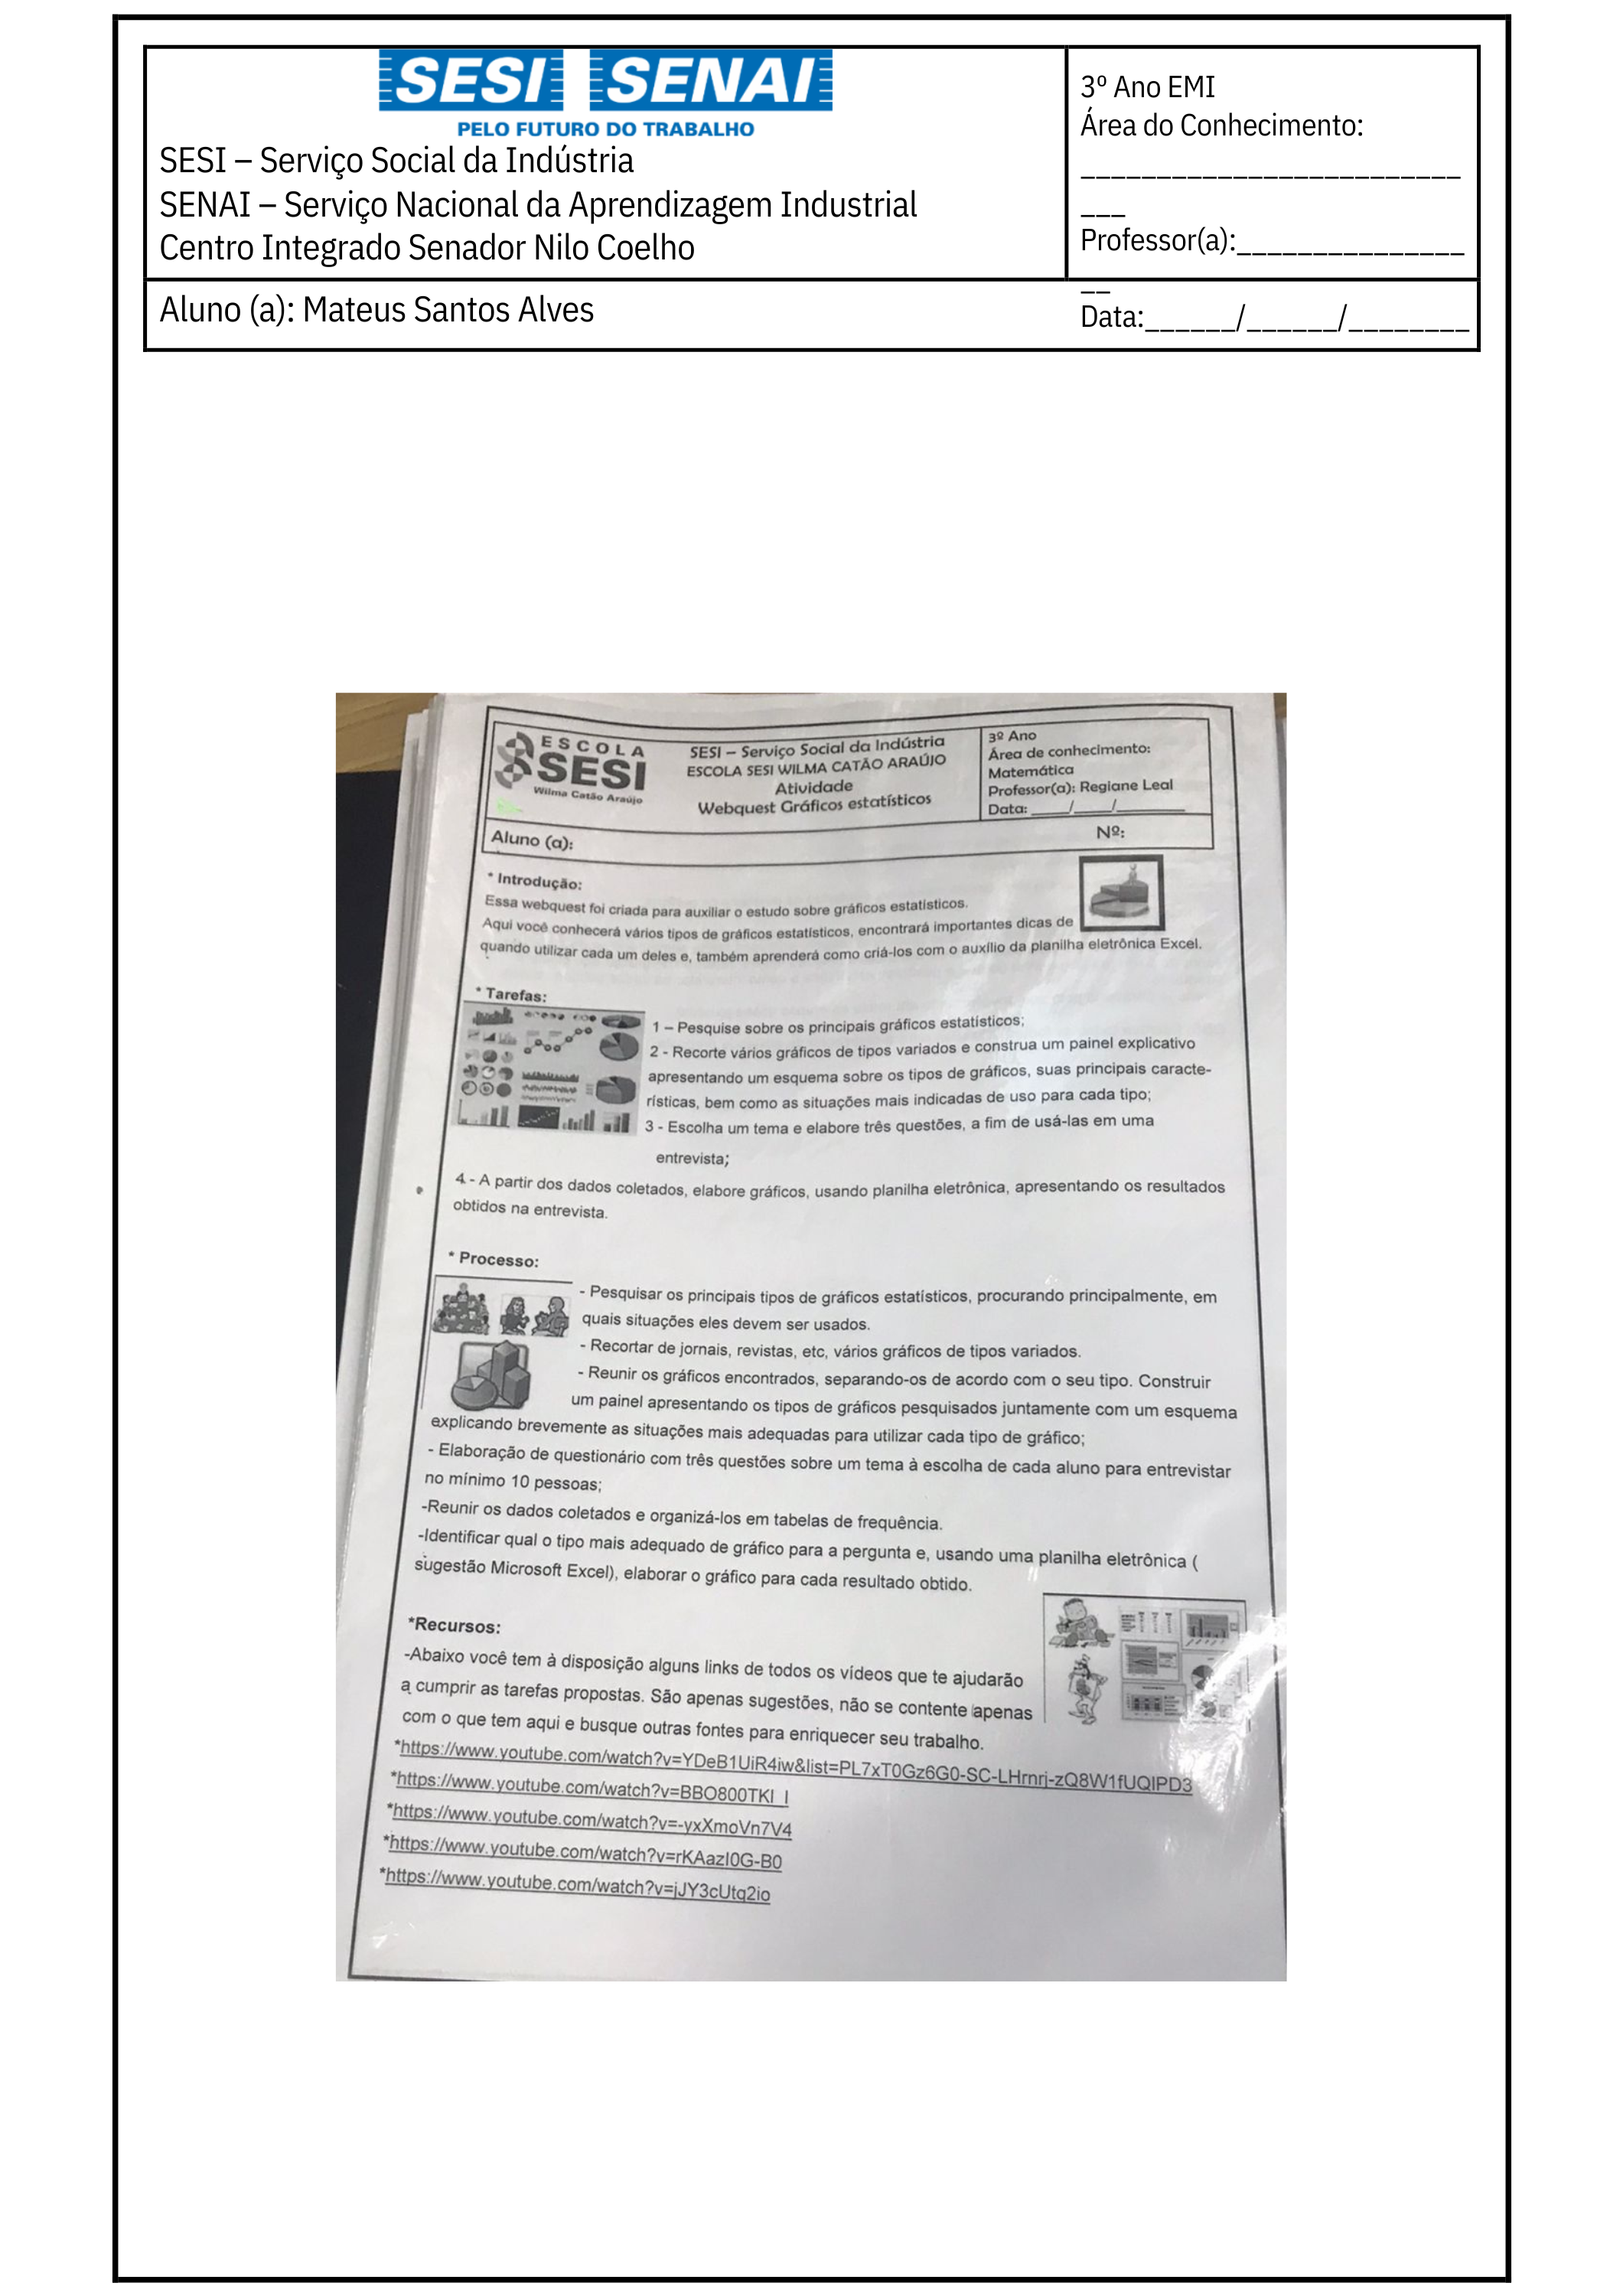 SESI SENAI
PELO FUTURO DO TRABALHO
SESI – Serviço Social da Indústria
SENAI – Serviço Nacional da Aprendizagem Industrial
Centro Integrado Senador Nilo Coelho
3º Ano EMI
Área do Conhecimento:
_________________________
___
Professor(a):_______________
__
Data:______/______/________
Aluno (a): Mateus Santos Alves
ESCOLA
SESI
Wilma Catão Araújo
SESI – Serviço Social da Indústria
ESCOLA SESI WILMA CATÃO ARAÚJO
Atividade
Webquest Gráficos estatísticos
3º Ano
Área de conhecimento:
Matemática
Professor(a): Regiane Leal
Data: ____/____/_______
Aluno (a):
Nº:
* Introdução:
Essa webquest foi criada para auxiliar o estudo sobre gráficos estatísticos.
Aqui você conhecerá vários tipos de gráficos estatísticos, encontrará importantes dicas de
quando utilizar cada um deles e, também aprenderá como criá-los com o auxílio da planilha eletrônica Excel.
* Tarefas:
1 – Pesquise sobre os principais gráficos estatísticos;
2 - Recorte vários gráficos de tipos variados e construa um painel explicativo
apresentando um esquema sobre os tipos de gráficos, suas principais caracte-
rísticas, bem como as situações mais indicadas de uso para cada tipo;
3 - Escolha um tema e elabore três questões, a fim de usá-las em uma
entrevista;
4 - A partir dos dados coletados, elabore gráficos, usando planilha eletrônica, apresentando os resultados
obtidos na entrevista.
* Processo:
- Pesquisar os principais tipos de gráficos estatísticos, procurando principalmente, em
quais situações eles devem ser usados.
- Recortar de jornais, revistas, etc, vários gráficos de tipos variados.
- Reunir os gráficos encontrados, separando-os de acordo com o seu tipo. Construir
um painel apresentando os tipos de gráficos pesquisados juntamente com um esquema
explicando brevemente as situações mais adequadas para utilizar cada tipo de gráfico;
- Elaboração de questionário com três questões sobre um tema à escolha de cada aluno para entrevistar
no mínimo 10 pessoas;
-Reunir os dados coletados e organizá-los em tabelas de frequência.
-Identificar qual o tipo mais adequado de gráfico para a pergunta e, usando uma planilha eletrônica (
sugestão Microsoft Excel), elaborar o gráfico para cada resultado obtido.
*Recursos:
-Abaixo você tem à disposição alguns links de todos os vídeos que te ajudarão
a cumprir as tarefas propostas. São apenas sugestões, não se contente apenas
com o que tem aqui e busque outras fontes para enriquecer seu trabalho.
*https://www.youtube.com/watch?v=YDeB1UiR4iw&list=PL7xT0Gz6G0-SC-LHrnrj-zQ8W1fUQIPD3
*https://www.youtube.com/watch?v=BBO800TKI_I
*https://www.youtube.com/watch?v=-yxXmoVn7V4
*https://www.youtube.com/watch?v=rKAazI0G-B0
*https://www.youtube.com/watch?v=jJY3cUtq2io